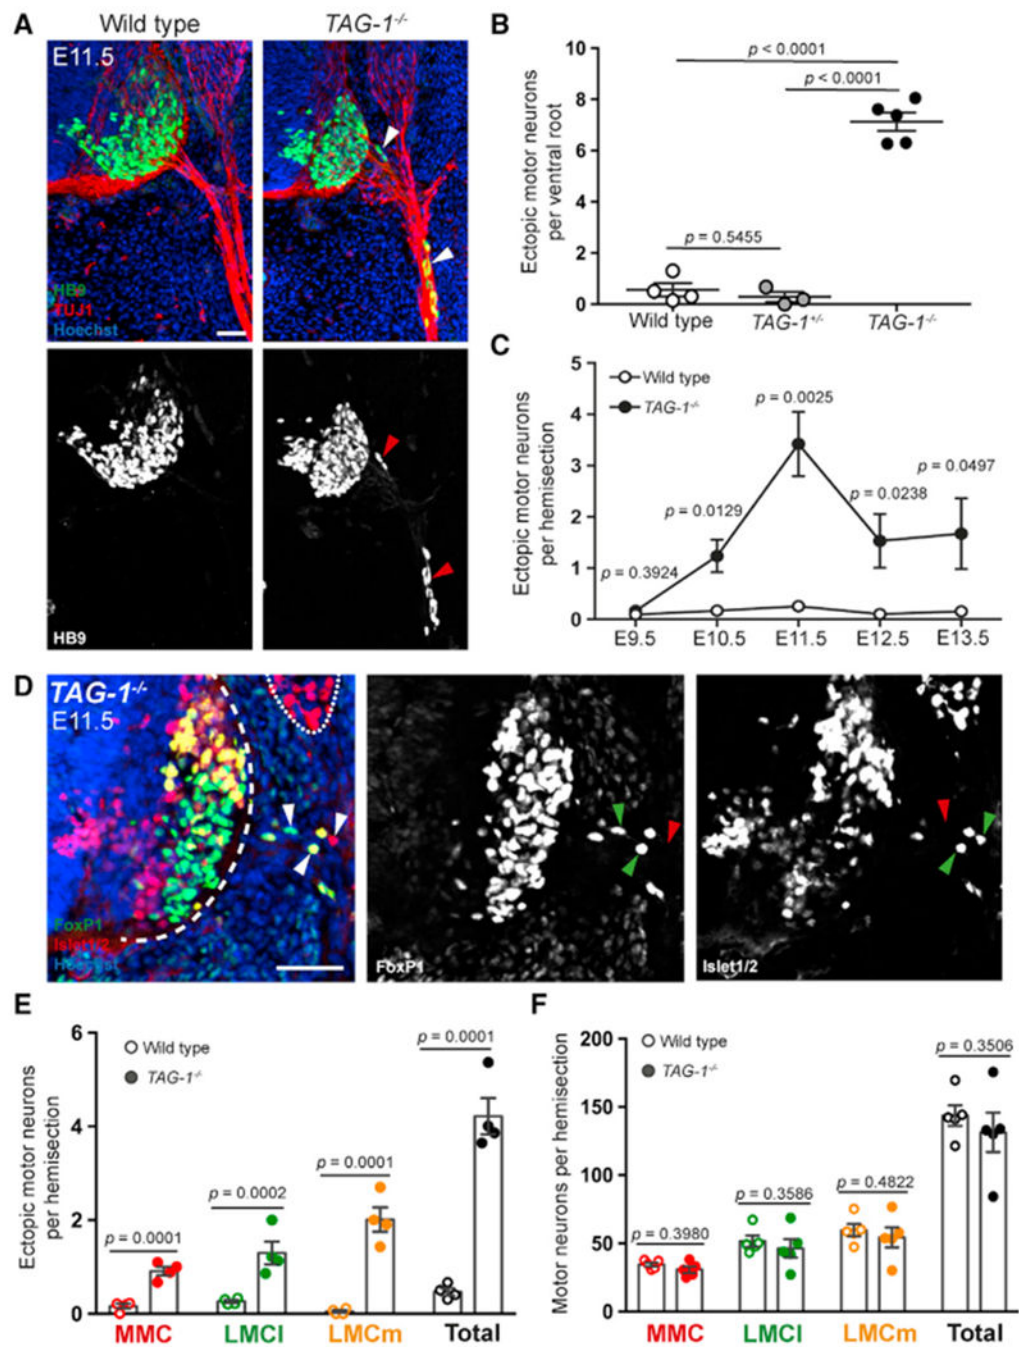 A
Wild type
TAG-1-/-
E11.5
HB9
TUJ1
Hoechst
HB9
B
Ectopic motor neurons
per ventral root
10
8
6
4
2
0
p < 0.0001
p < 0.0001
p = 0.5455
Wild type
TAG-1+/-
TAG-1-/-
C
Ectopic motor neurons
per hemisection
5
4
3
2
1
0
Wild type
TAG-1-/-
p = 0.3924
p = 0.0129
p = 0.0025
p = 0.0238
p = 0.0497
E9.5
E10.5
E11.5
E12.5
E13.5
D
TAG-1-/-
E11.5
FoxP1
Islet1/2
Hoechst
FoxP1
Islet1/2
E
Ectopic motor neurons
per hemisection
6
4
2
0
Wild type
TAG-1-/-
p = 0.0001
p = 0.0002
p = 0.0001
p = 0.0001
MMC
LMCl
LMCm
Total
F
Motor neurons per hemisection
200
150
100
50
0
Wild type
TAG-1-/-
p = 0.3980
p = 0.3586
p = 0.4822
p = 0.3506
MMC
LMCl
LMCm
Total